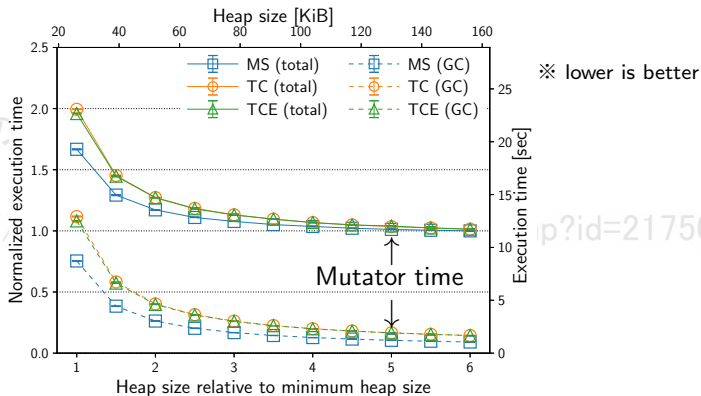 Heap size [KiB]
20 40 60 80 100 120 140 160
2.5
2.0
1.5
1.0
0.5
0.0
Normalized execution time
MS (total) MS (GC)
TC (total) TC (GC)
TCE (total) TCE (GC)
※ lower is better
25
20
15
10
5
0
Execution time [sec]
p?id=2175
Mutator time
1 2 3 4 5 6
Heap size relative to minimum heap size